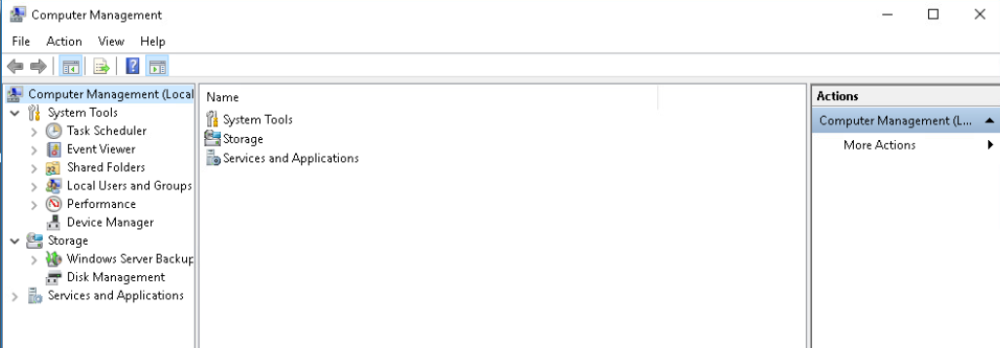 Computer Management
File Action View Help
Computer Management (Local
System Tools
Task Scheduler
Event Viewer
Shared Folders
Local Users and Groups
Performance
Device Manager
Storage
Windows Server Backup
Disk Management
Services and Applications
Name
System Tools
Storage
Services and Applications
Actions
Computer Management (L...
More Actions